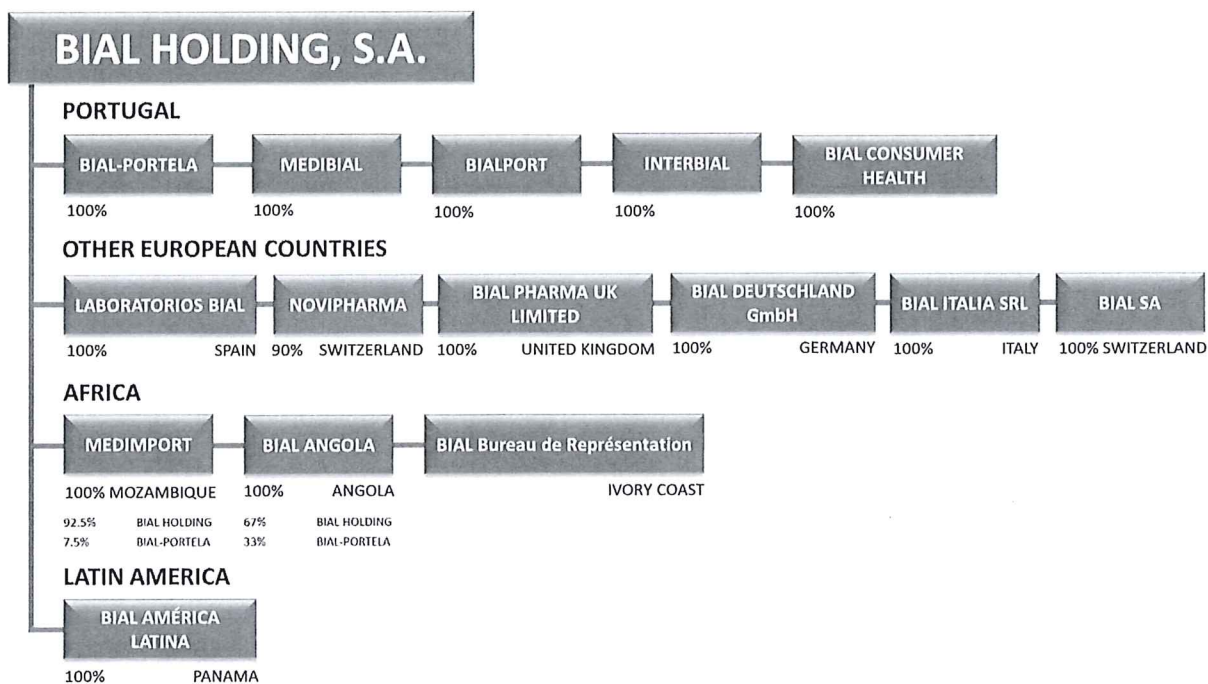 BIAL HOLDING, S.A.
PORTUGAL
BIAL-PORTELA
100%
MEDIBIAL
100%
BIALPORT
100%
INTERBIAL
100%
BIAL CONSUMER
HEALTH
100%
OTHER EUROPEAN COUNTRIES
LABORATORIOS BIAL
100% SPAIN
NOVIPHARMA
90% SWITZERLAND
BIAL PHARMA UK
LIMITED
100% UNITED KINGDOM
BIAL DEUTSCHLAND
GmbH
100% GERMANY
BIAL ITALIA SRL
100% ITALY
BIAL SA
100% SWITZERLAND
AFRICA
MEDIMPORT
100% MOZAMBIQUE
92.5% BIAL HOLDING
7.5% BIAL-PORTELA
BIAL ANGOLA
100% ANGOLA
67% BIAL HOLDING
33% BIAL-PORTELA
BIAL Bureau de Représentation
IVORY COAST
LATIN AMERICA
BIAL AMÉRICA
LATINA
100% PANAMA